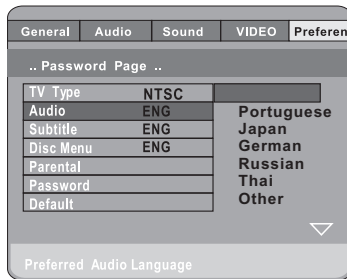 General Audio Sound VIDEO Preferen
.. Password Page ..
TV Type NTSC
Audio ENG Portuguese
Subtitle ENG Japan
Disc Menu ENG German
Parental Russian
Password Thai
Default Other
Preferred Audio Language